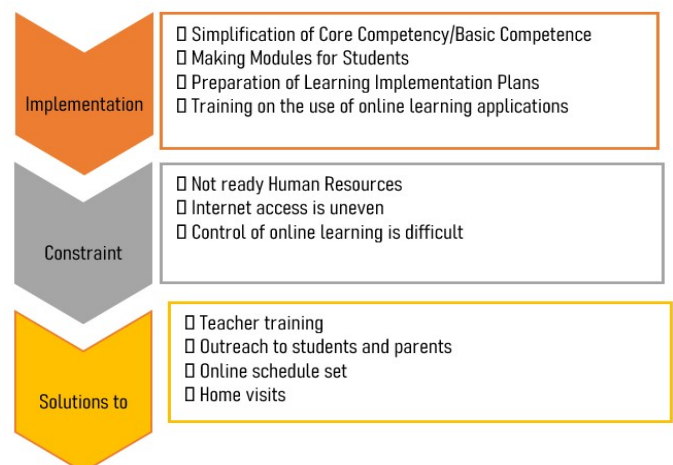 Implementation
▯ Simplification of Core Competency/Basic Competence
▯ Making Modules for Students
▯ Preparation of Learning Implementation Plans
▯ Training on the use of online learning applications
Constraint
▯ Not ready Human Resources
▯ Internet access is uneven
▯ Control of online learning is difficult
Solutions to
▯ Teacher training
▯ Outreach to students and parents
▯ Online schedule set
▯ Home visits